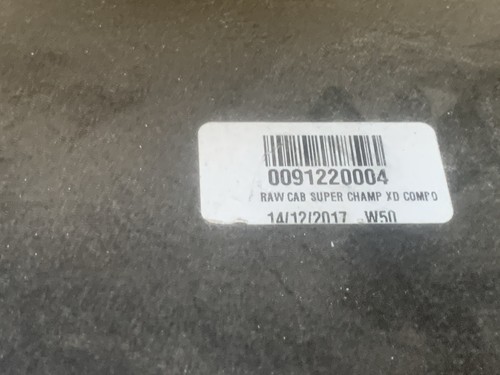 0091220004
RAW CAB SUPER CHAMP XD COMPO
14/12/2017 W50